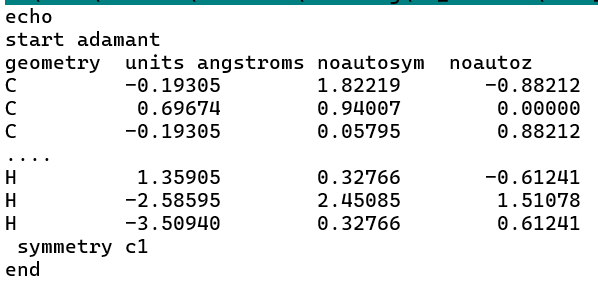 echo
start adamant
geometry  units angstroms noautosym  noautoz
C        -0.19305        1.82219        -0.88212
C         0.69674        0.94007         0.00000
C        -0.19305        0.05795         0.88212
....
H         1.35905        0.32766        -0.61241
H        -2.58595        2.45085         1.51078
H        -3.50940        0.32766         0.61241
 symmetry c1
end